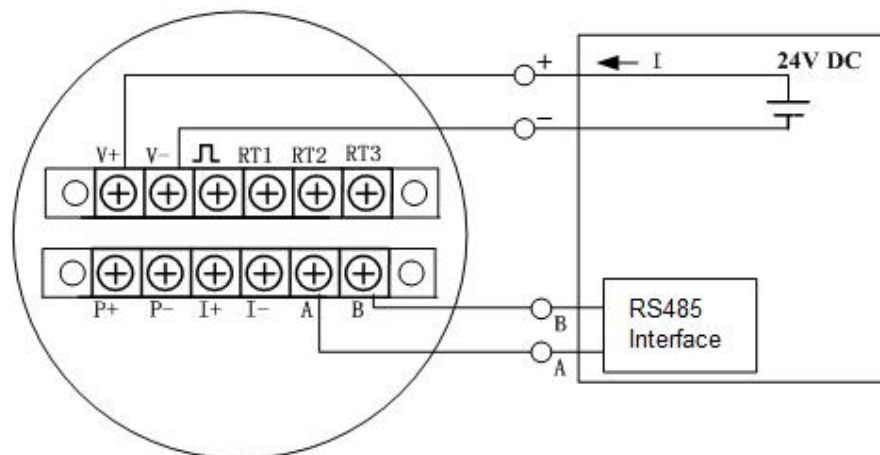 + I 24V DC
−
V+ V- ⎍ RT1 RT2 RT3
P+ P- I+ I- A B
B
A
RS485
Interface